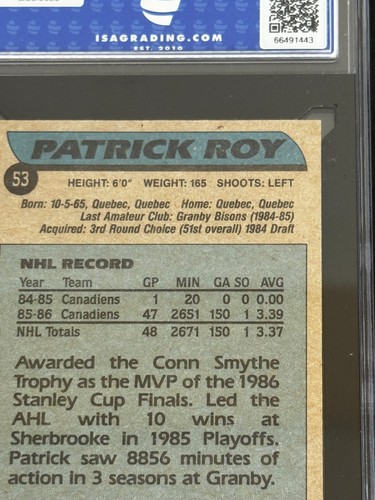 ISAGRADING.COM
EST. 2010
66491443
PATRICK ROY
53
HEIGHT: 6'0" WEIGHT: 165 SHOOTS: LEFT
Born: 10-5-65, Quebec, Quebec Home: Quebec, Quebec
Last Amateur Club: Granby Bisons (1984-85)
Acquired: 3rd Round Choice (51st overall) 1984 Draft
NHL RECORD
Year Team GP MIN GA SO AVG
84-85 Canadiens 1 20 0 0 0.00
85-86 Canadiens 47 2651 150 1 3.39
NHL Totals 48 2671 150 1 3.37
Awarded the Conn Smythe
Trophy as the MVP of the 1986
Stanley Cup Finals. Led the
AHL with 10 wins at
Sherbrooke in 1985 Playoffs.
Patrick saw 8856 minutes of
action in 3 seasons at Granby.